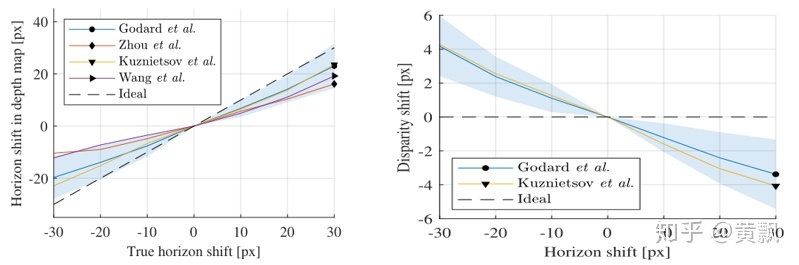 Horizon shift in depth map [px]
40
20
0
-20
Godard et al.
Zhou et al.
Kuznietsov et al.
Wang et al.
Ideal
-30 -20 -10 0 10 20 30
True horizon shift [px]
Disparity shift [px]
6
4
2
0
-2
-4
-6
Godard et al.
Kuznietsov et al.
Ideal
-30 -20 -10 0 10 20 30
Horizon shift [px]
知乎 @黄飘